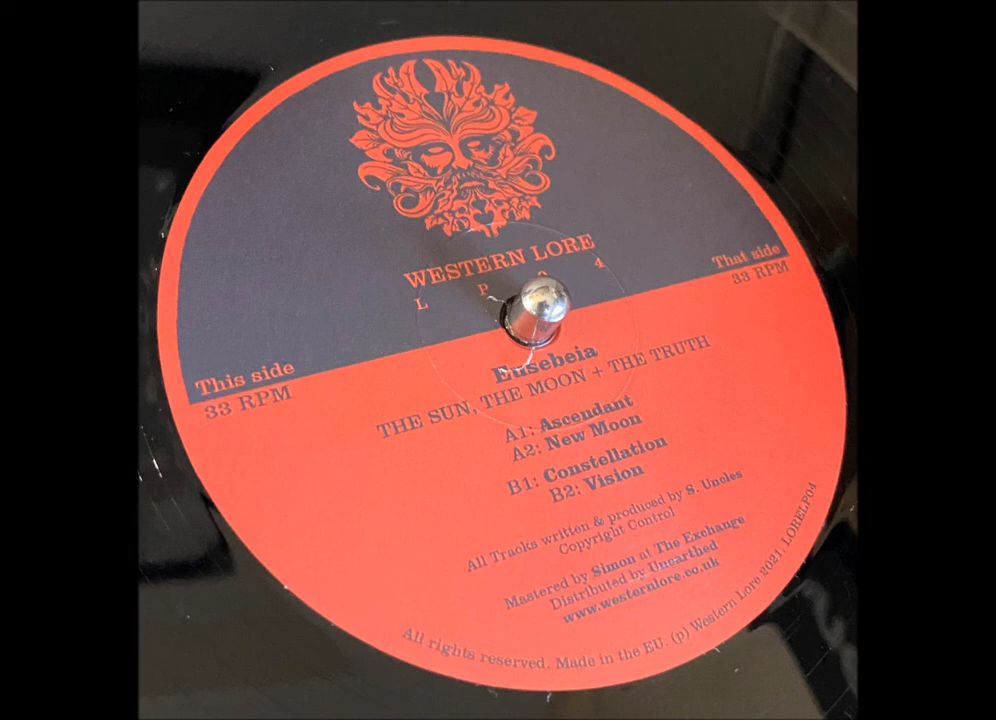 WESTERN LORE
L P 0 4
That side
33 RPM
This side
33 RPM
Eusebeia
THE SUN, THE MOON + THE TRUTH
A1: Ascendant
A2: New Moon
B1: Constellation
B2: Vision
All Tracks written & produced by S. Uncles
Copyright Control
Mastered by Simon at The Exchange
Distributed by Unearthed
www.westernlore.co.uk
All rights reserved. Made in the EU. (p) Western Lore 2021. LORELP04